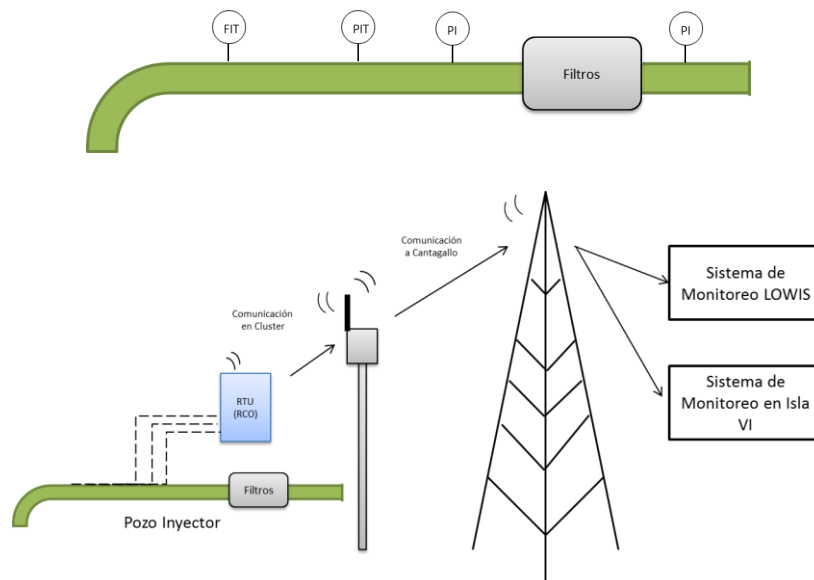 FIT
PIT
PI
Filtros
PI
Comunicación
a Cantagallo
Comunicación
en Cluster
Sistema de
Monitoreo LOWIS
RTU
(RCO)
Sistema de
Monitoreo en Isla
VI
Filtros
Pozo Inyector